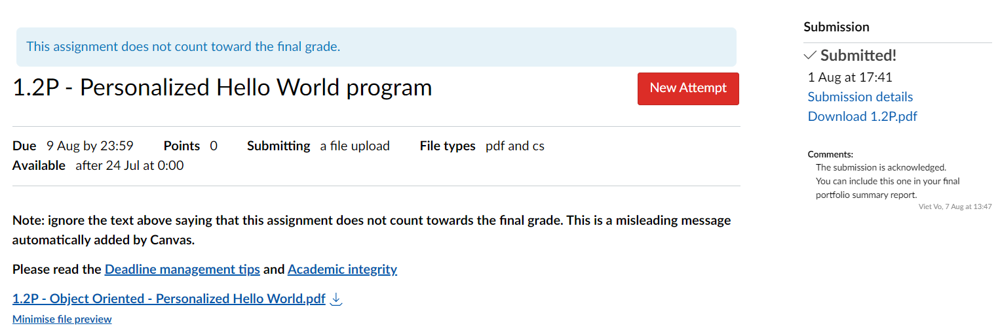 This assignment does not count toward the final grade.
1.2P - Personalized Hello World program
New Attempt
Due 9 Aug by 23:59 Points 0 Submitting a file upload File types pdf and cs
Available after 24 Jul at 0:00
Note: ignore the text above saying that this assignment does not count towards the final grade. This is a misleading message
automatically added by Canvas.
Please read the Deadline management tips and Academic integrity
1.2P - Object Oriented - Personalized Hello World.pdf
Minimise file preview
Submission
Submitted!
1 Aug at 17:41
Submission details
Download 1.2P.pdf
Comments:
The submission is acknowledged.
You can include this one in your final
portfolio summary report.
Viet Vo, 7 Aug at 13:47